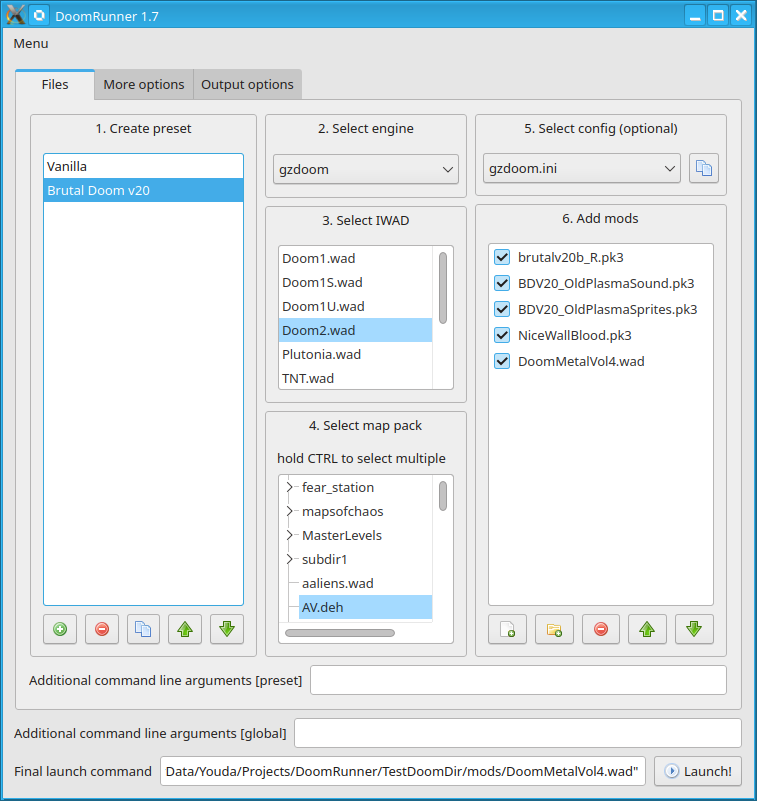 DoomRunner 1.7
Menu
Files
More options
Output options
1. Create preset
Vanilla
Brutal Doom v20
2. Select engine
gzdoom
3. Select IWAD
Doom1.wad
Doom1S.wad
Doom1U.wad
Doom2.wad
Plutonia.wad
TNT.wad
4. Select map pack
hold CTRL to select multiple
fear_station
mapsofchaos
MasterLevels
subdir1
aaliens.wad
AV.deh
5. Select config (optional)
gzdoom.ini
6. Add mods
brutalv20b_R.pk3
BDV20_OldPlasmaSound.pk3
BDV20_OldPlasmaSprites.pk3
NiceWallBlood.pk3
DoomMetalVol4.wad
Additional command line arguments [preset]
Additional command line arguments [global]
Final launch command
Data/Youda/Projects/DoomRunner/TestDoomDir/mods/DoomMetalVol4.wad"
Launch!